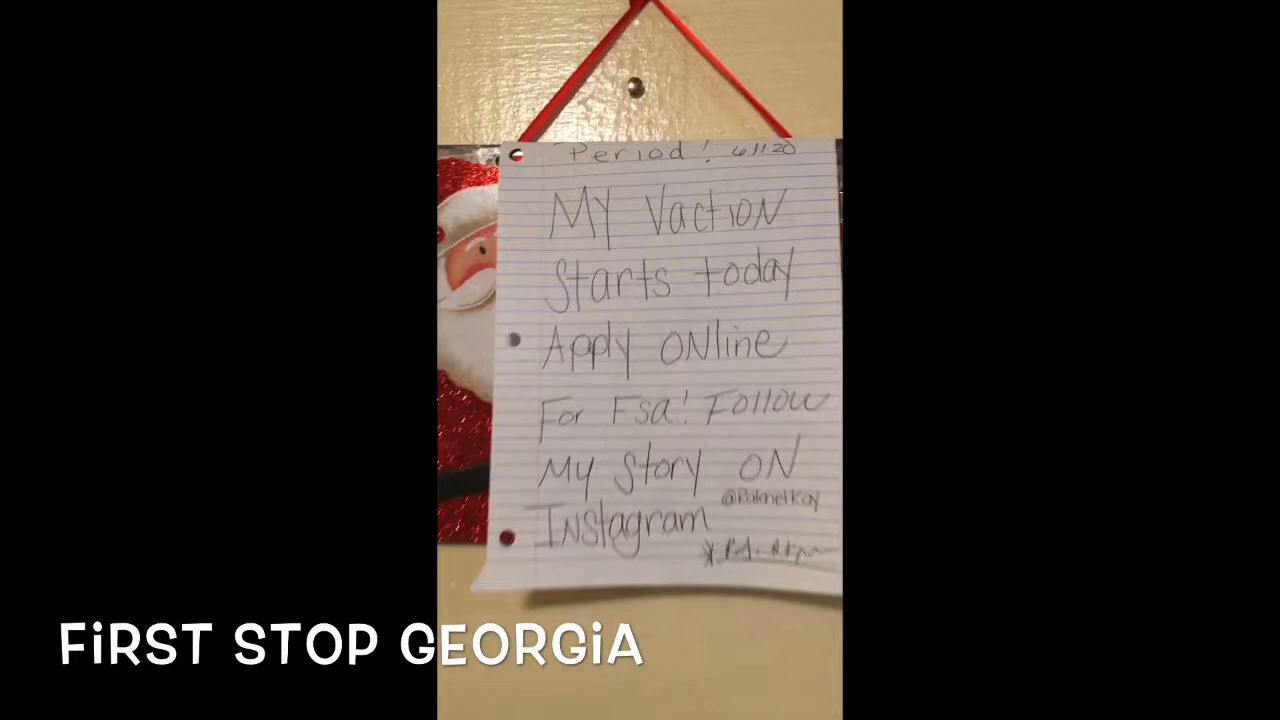 Period! 6/1/20
My Vaction
Starts today
Apply ONline
For Fsa! Follow
My Story ON
Instagram
FiRST STOP GEORGiA